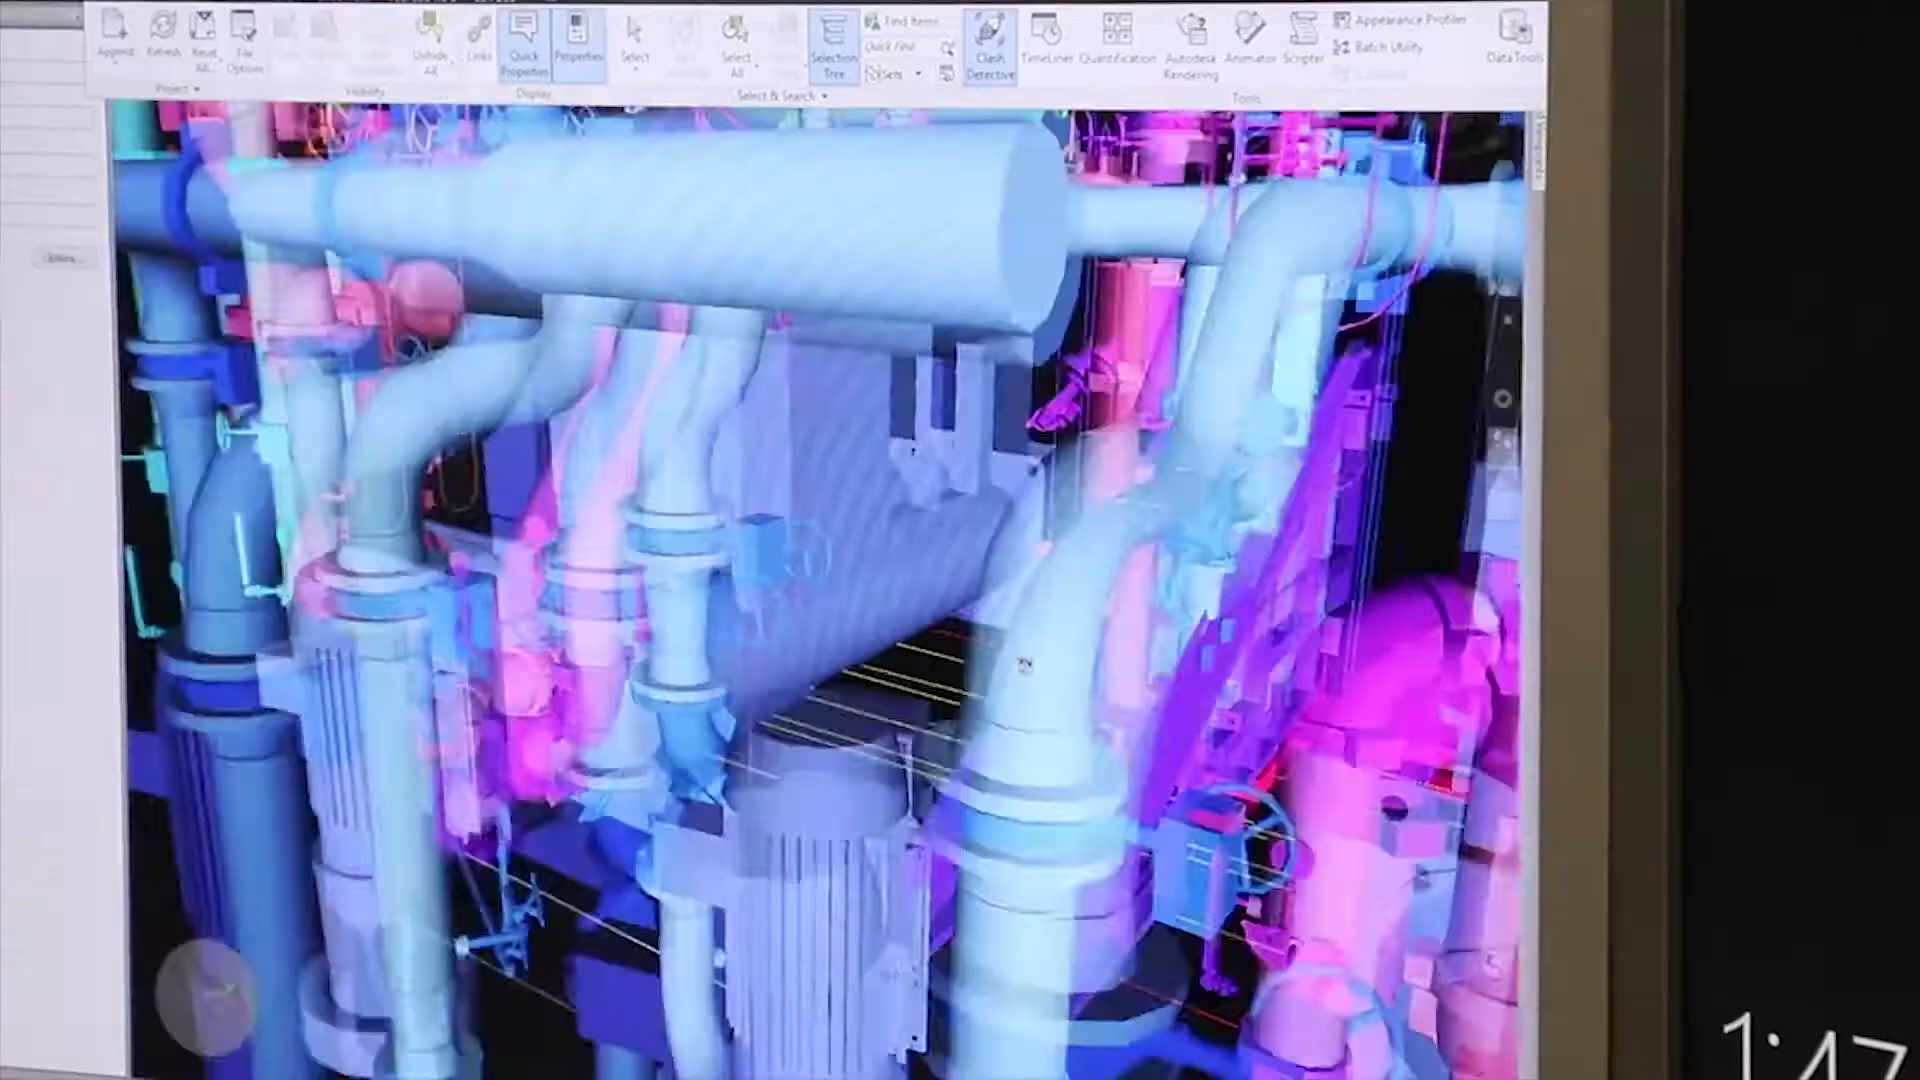 Append Refresh Reset All... File Options Unhide All Links Quick Properties Properties Select Select All Selection Tree Find Items Quick Find Sets Clash Detective TimeLiner Quantification Autodesk Rendering Animator Scripter Appearance Profiler Batch Utility DataTools
Project Visibility Display Select & Search Tools
1:47